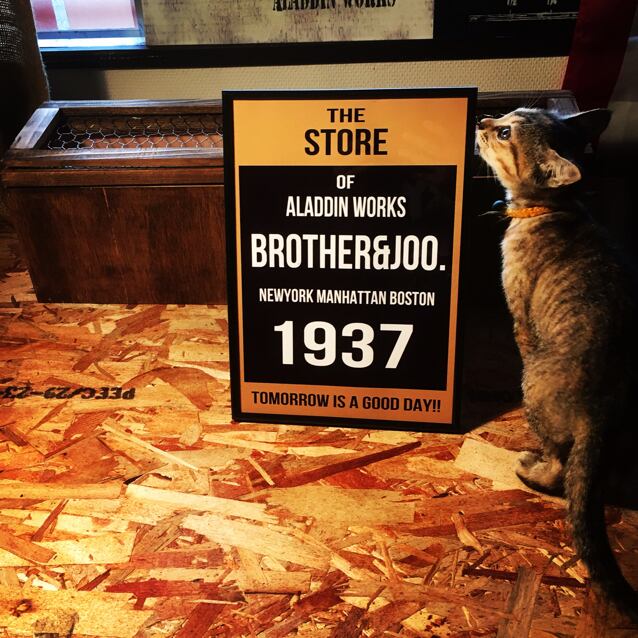 ALADDIN WORKS
THE
STORE
OF
ALADDIN WORKS
BROTHER&JOO.
NEWYORK MANHATTAN BOSTON
1937
TOMORROW IS A GOOD DAY!!